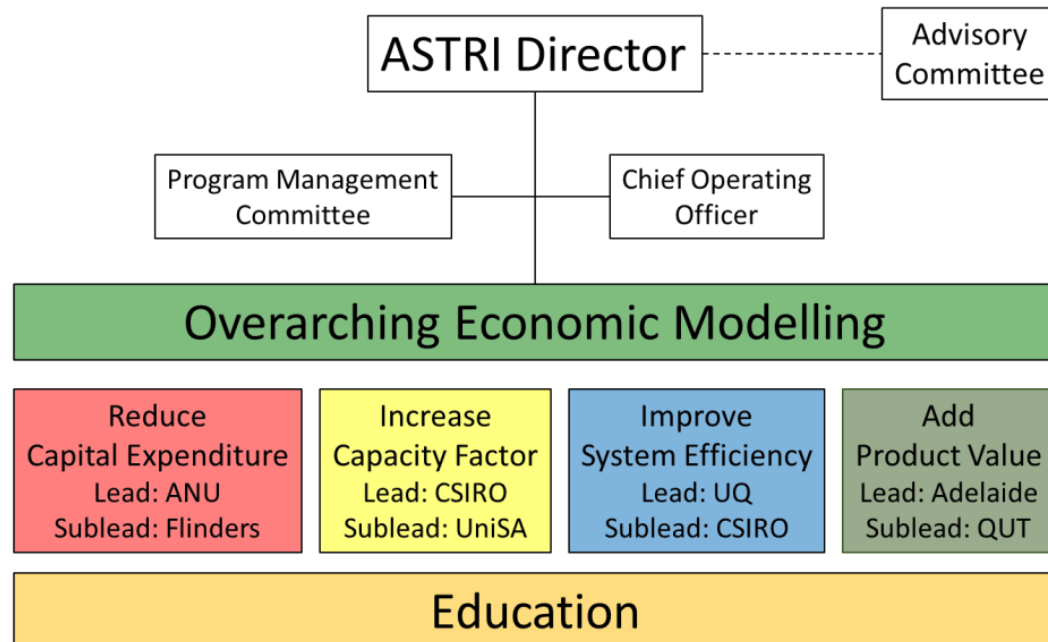 ASTRI Director
Advisory
Committee
Program Management
Committee
Chief Operating
Officer
Overarching Economic Modelling
Reduce
Capital Expenditure
Lead: ANU
Sublead: Flinders
Increase
Capacity Factor
Lead: CSIRO
Sublead: UniSA
Improve
System Efficiency
Lead: UQ
Sublead: CSIRO
Add
Product Value
Lead: Adelaide
Sublead: QUT
Education